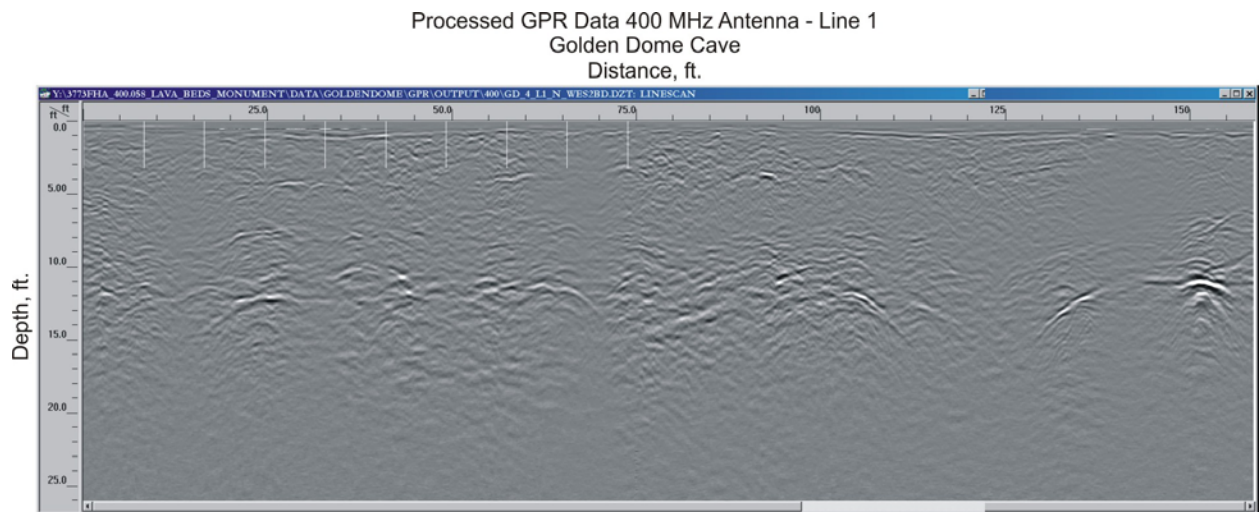 Processed GPR Data 400 MHz Antenna - Line 1
Golden Dome Cave
Distance, ft.
Y:\3773FHA_400.058_LAVA_BEDS_MONUMENT\DATA\GOLDENDOME\GPR\OUTPUT\400\GD_4_L1_N_WES2BD.DZT: LINESCAN
ft/ft 25.0 50.0 75.0 100 125 150
0.0
5.00
10.0
15.0
20.0
25.0
Depth, ft.